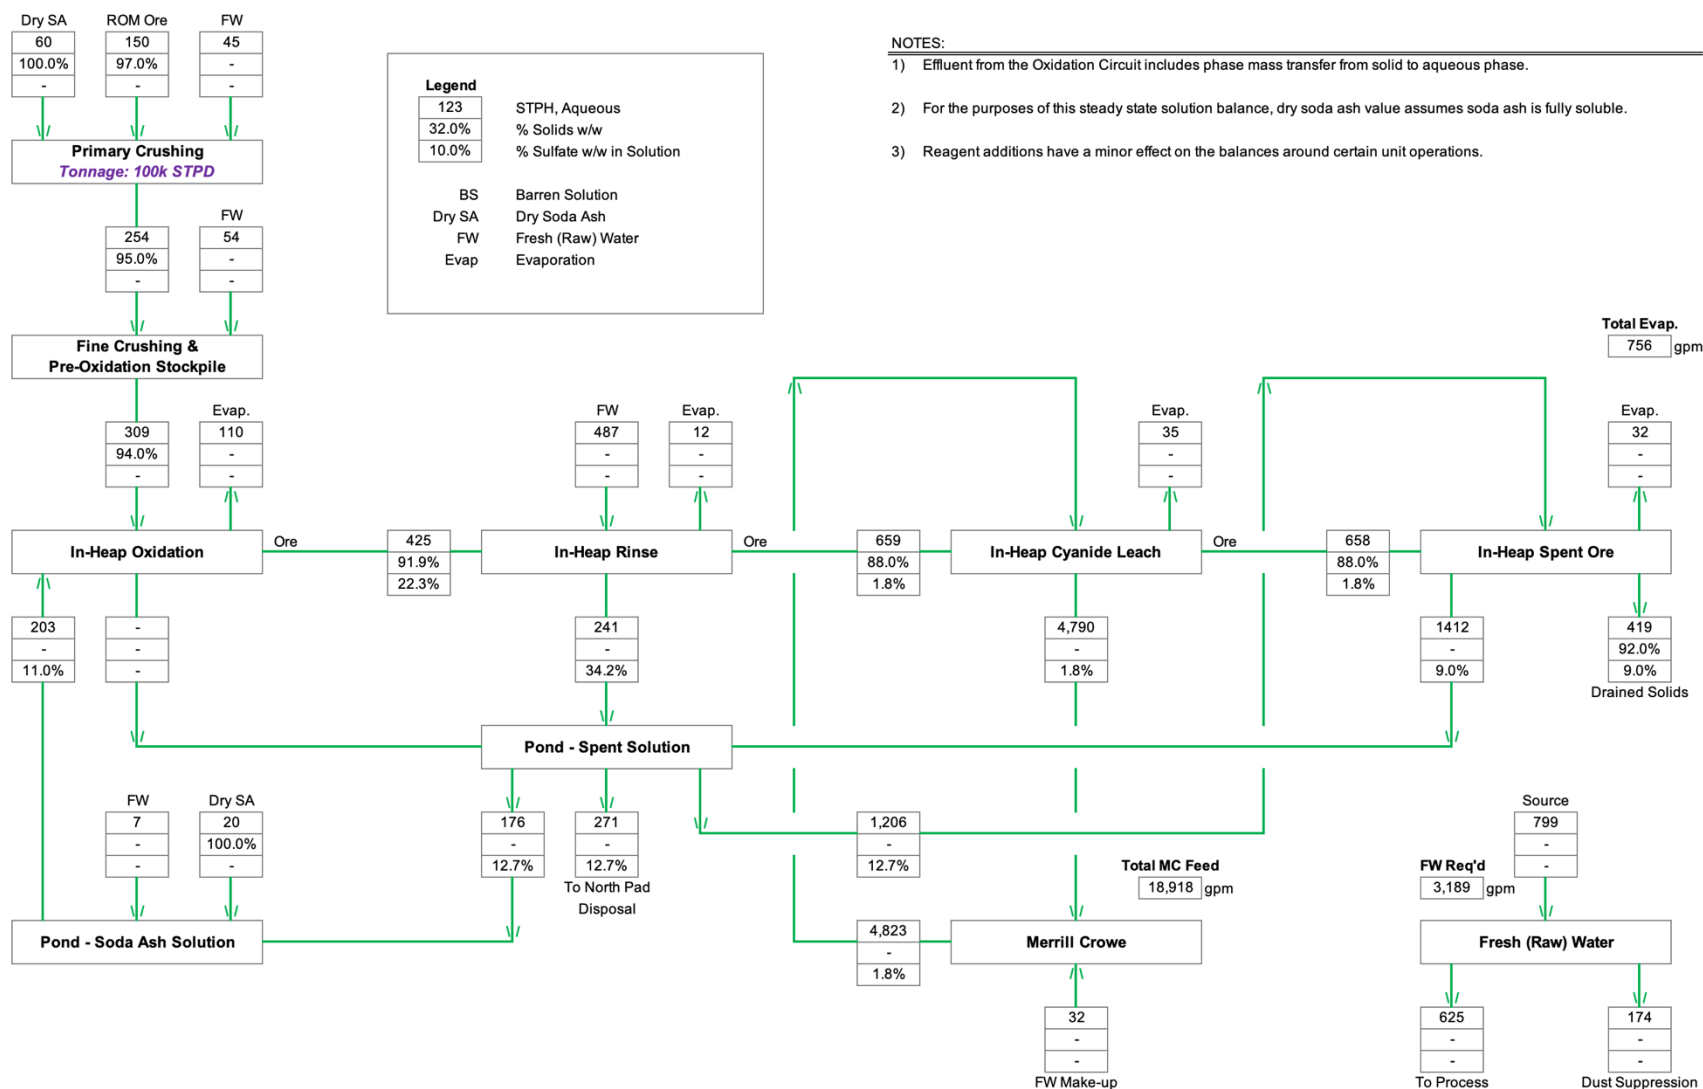 Dry SA
ROM Ore
FW
60
150
45
100.0%
97.0%
-
-
-
-
Primary Crushing
Tonnage: 100k STPD
FW
254
54
95.0%
-
-
-
Fine Crushing &
Pre-Oxidation Stockpile
Legend
123
STPH, Aqueous
32.0%
% Solids w/w
10.0%
% Sulfate w/w in Solution
BS
Barren Solution
Dry SA
Dry Soda Ash
FW
Fresh (Raw) Water
Evap
Evaporation
NOTES:
1) Effluent from the Oxidation Circuit includes phase mass transfer from solid to aqueous phase.
2) For the purposes of this steady state solution balance, dry soda ash value assumes soda ash is fully soluble.
3) Reagent additions have a minor effect on the balances around certain unit operations.
Total Evap.
756 gpm
Evap.
309
110
94.0%
-
-
-
FW
Evap.
487
12
-
-
-
-
Evap.
35
-
-
Evap.
32
-
-
In-Heap Oxidation
Ore
425
91.9%
22.3%
In-Heap Rinse
Ore
659
88.0%
1.8%
In-Heap Cyanide Leach
Ore
658
88.0%
1.8%
In-Heap Spent Ore
203
-
11.0%
-
-
-
241
-
34.2%
4,790
-
1.8%
1412
-
9.0%
419
92.0%
9.0%
Drained Solids
Pond - Spent Solution
FW
Dry SA
7
20
-
100.0%
-
-
176
-
12.7%
271
-
12.7%
To North Pad
Disposal
1,206
-
12.7%
Total MC Feed
18,918 gpm
Source
799
-
-
FW Req'd
3,189 gpm
Pond - Soda Ash Solution
4,823
-
1.8%
Merrill Crowe
Fresh (Raw) Water
32
-
-
FW Make-up
625
-
-
To Process
174
-
-
Dust Suppression